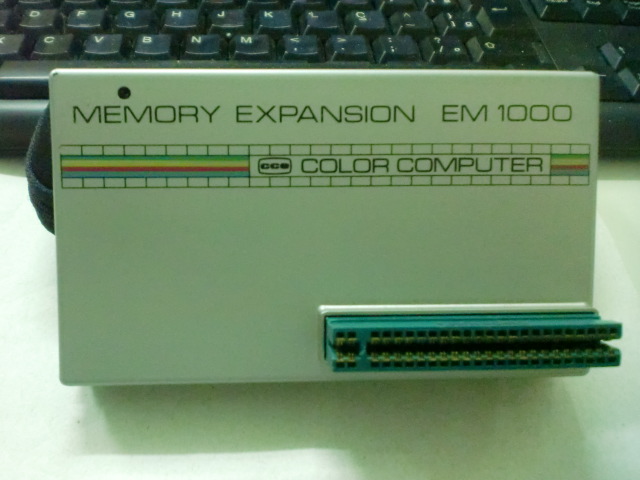 D F G H J K L Ç
C V B N M
MEMORY EXPANSION EM 1000
cce COLOR COMPUTER